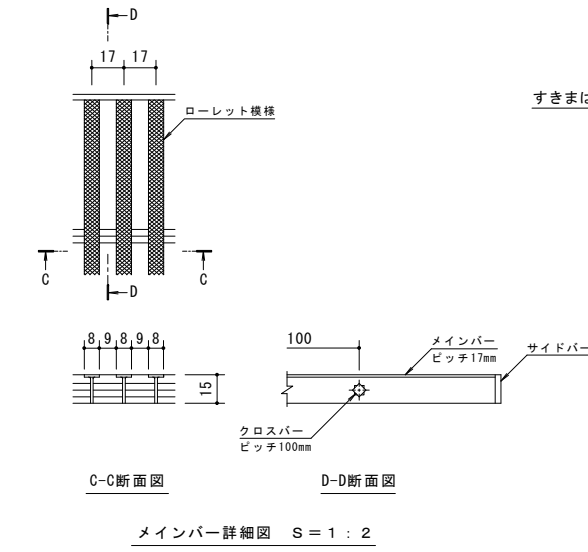 D
17 17
ローレット模様
すきまは
C C
D
8 9 8 9 8
15
100
メインバー
ピッチ17mm
サイドバー
クロスバー
ピッチ100mm
C-C断面図
D-D断面図
メインバー詳細図 S=1:2